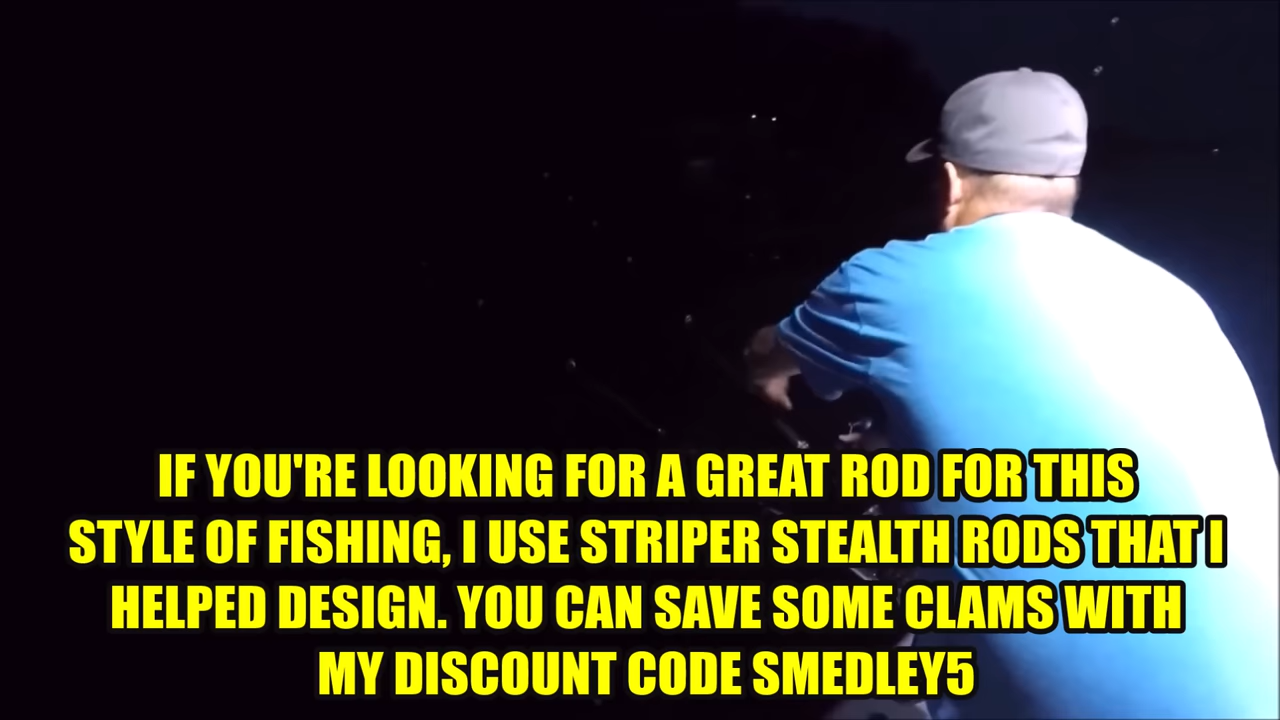 IF YOU'RE LOOKING FOR A GREAT ROD FOR THIS
STYLE OF FISHING, I USE STRIPER STEALTH RODS THAT I
HELPED DESIGN. YOU CAN SAVE SOME CLAMS WITH
MY DISCOUNT CODE SMEDLEY5